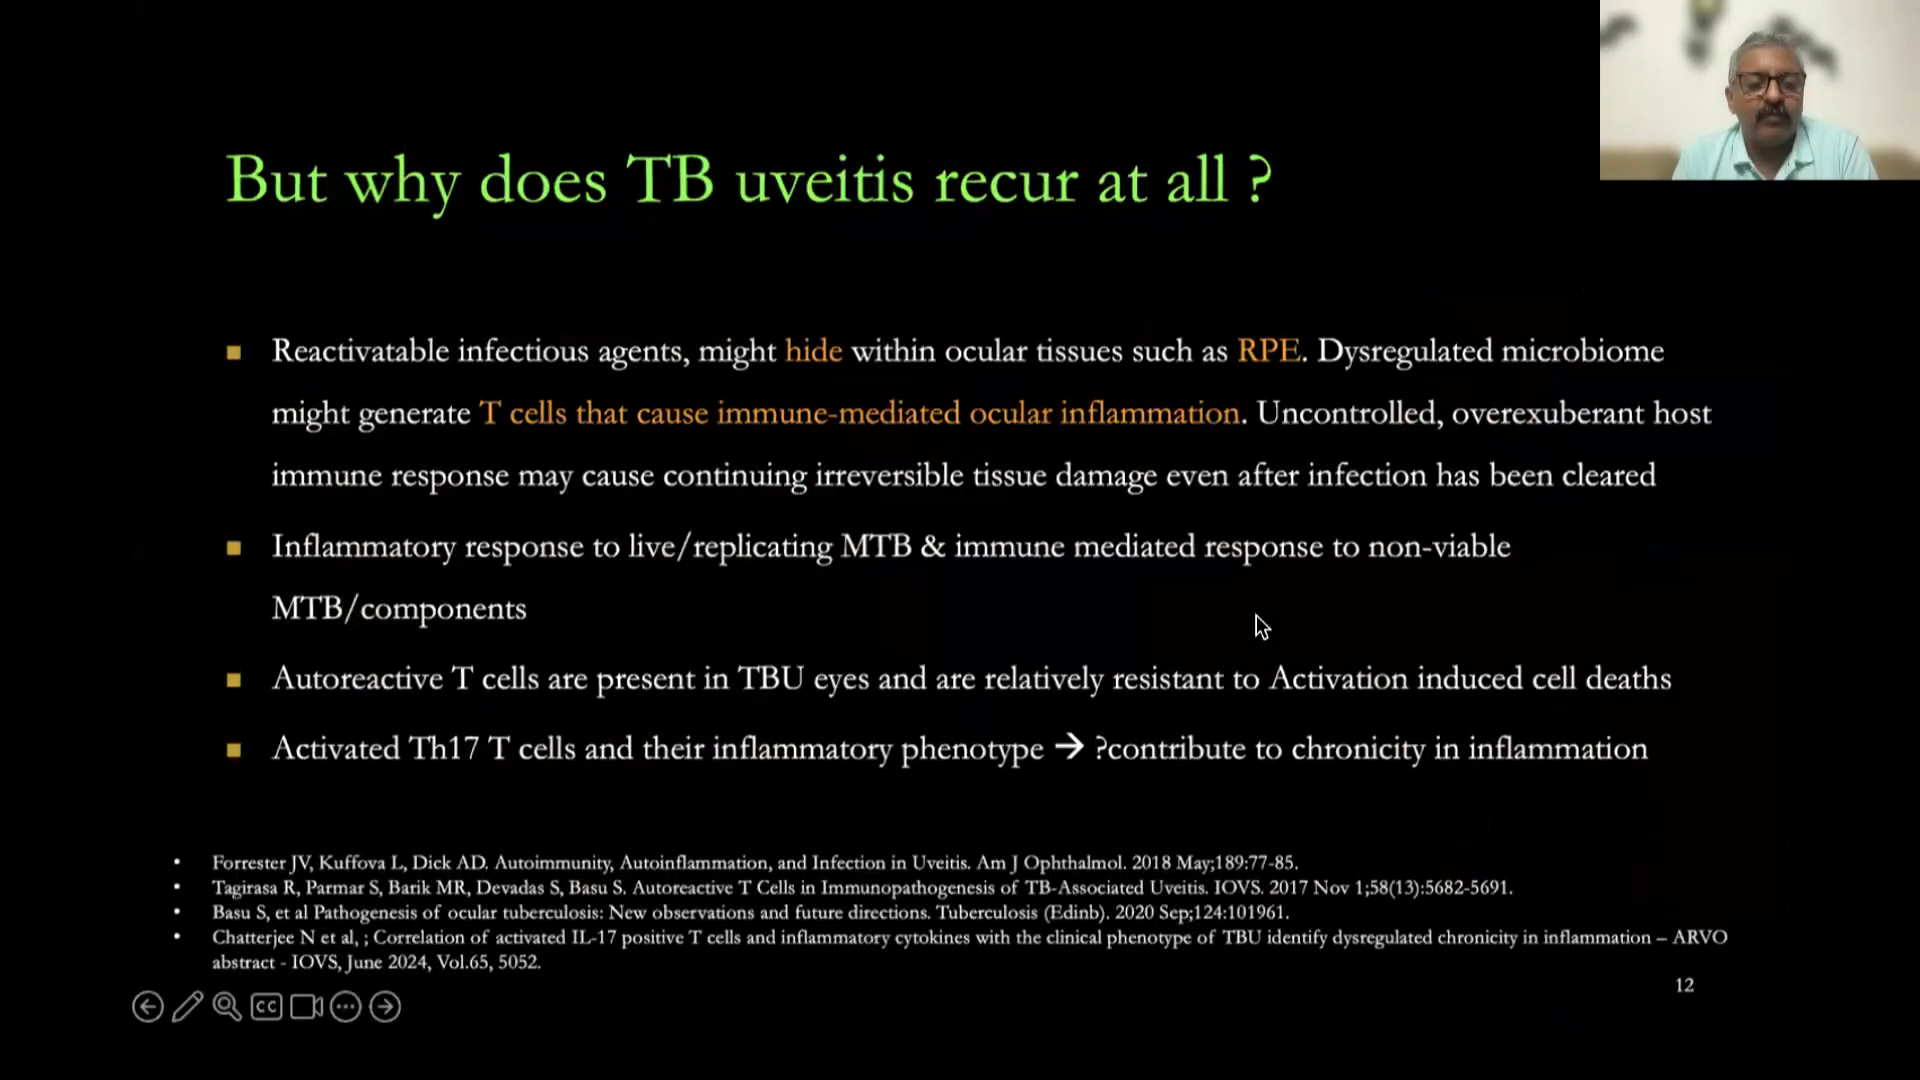 But why does TB uveitis recur at all ?
Reactivatable infectious agents, might hide within ocular tissues such as RPE. Dysregulated microbiome
might generate T cells that cause immune-mediated ocular inflammation. Uncontrolled, overexuberant host
immune response may cause continuing irreversible tissue damage even after infection has been cleared
Inflammatory response to live/replicating MTB & immune mediated response to non-viable
MTB/components
Autoreactive T cells are present in TBU eyes and are relatively resistant to Activation induced cell deaths
Activated Th17 T cells and their inflammatory phenotype → ?contribute to chronicity in inflammation
• Forrester JV, Kuffova L, Dick AD. Autoimmunity, Autoinflammation, and Infection in Uveitis. Am J Ophthalmol. 2018 May;189:77-85.
• Tagirasa R, Parmar S, Barik MR, Devadas S, Basu S. Autoreactive T Cells in Immunopathogenesis of TB-Associated Uveitis. IOVS. 2017 Nov 1;58(13):5682-5691.
• Basu S, et al Pathogenesis of ocular tuberculosis: New observations and future directions. Tuberculosis (Edinb). 2020 Sep;124:101961.
• Chatterjee N et al, ; Correlation of activated IL-17 positive T cells and inflammatory cytokines with the clinical phenotype of TBU identify dysregulated chronicity in inflammation – ARVO
abstract - IOVS, June 2024, Vol.65, 5052.
12
CC